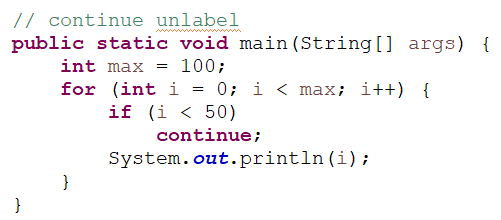 // continue unlabel
public static void main(String[] args) {
    int max = 100;
    for (int i = 0; i < max; i++) {
        if (i < 50)
            continue;
        System.out.println(i);
    }
}